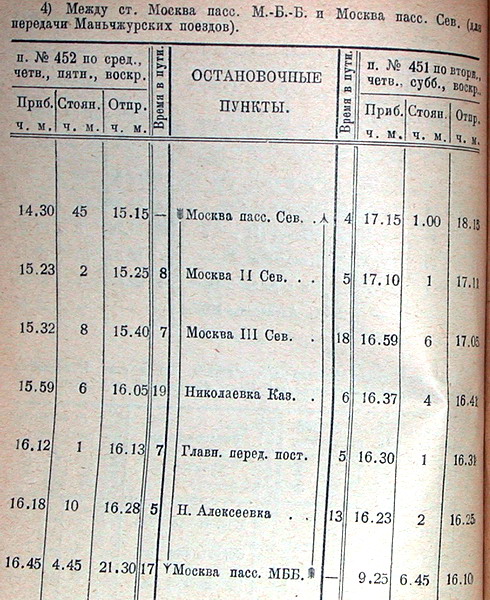 4) Между ст. Москва пасс. М.-Б.-Б. и Москва пасс. Сев. (для
передачи Маньчжурских поездов).
п. № 452 по сред., четв., пятн., воскр. Время в пути. ОСТАНОВОЧНЫЕ ПУНКТЫ. Время в пути. п. № 451 по вторн., четв. субб., воскр.
Приб. Стоян. Отпр. Приб. Стоян. Отпр.
ч. м. ч. м. ч. м. ч. м. ч. м. ч. м.
14.30 45 15.15 — Москва пасс. Сев. . 4 17.15 1.00 18.15
15.23 2 15.25 8 Москва II Сев. . . 5 17.10 1 17.11
15.32 8 15.40 7 Москва III Сев. . 18 16.59 6 17.05
15.59 6 16.05 19 Николаевка Каз. . 6 16.37 4 16.41
16.12 1 16.13 7 Главн. перед. пост. 5 16.30 1 16.31
16.18 10 16.28 5 Н. Алексеевка . . 13 16.23 2 16.25
16.45 4.45 21.30 17 Москва пасс. МББ. — 9.25 6.45 16.10